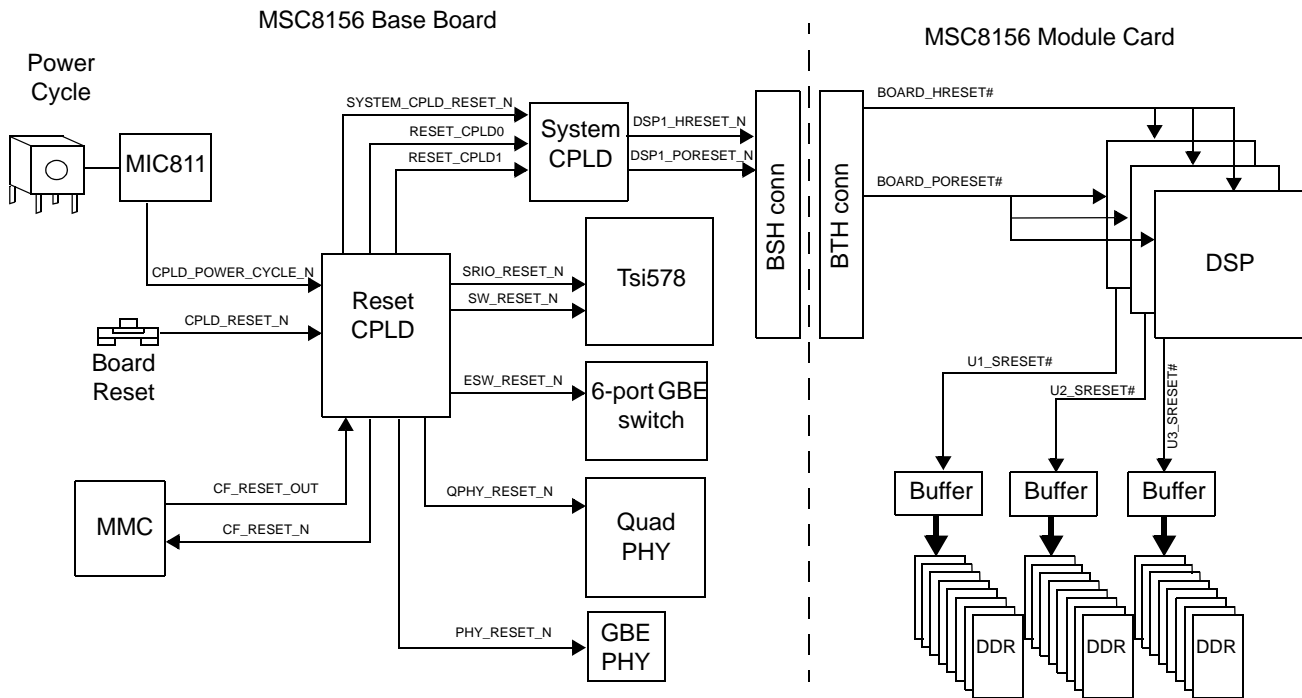 MSC8156 Base Board
MSC8156 Module Card
Power
Cycle
MIC811
SYSTEM_CPLD_RESET_N
RESET_CPLD0
RESET_CPLD1
System
CPLD
DSP1_HRESET_N
DSP1_PORESET_N
BSH conn
BTH conn
BOARD_HRESET#
BOARD_PORESET#
DSP
CPLD_POWER_CYCLE_N
CPLD_RESET_N
Board
Reset
Reset
CPLD
SRIO_RESET_N
SW_RESET_N
Tsi578
ESW_RESET_N
6-port GBE
switch
U1_SRESET#
U2_SRESET#
U3_SRESET#
MMC
CF_RESET_OUT
CF_RESET_N
QPHY_RESET_N
Quad
PHY
PHY_RESET_N
GBE
PHY
Buffer
Buffer
Buffer
DDR
DDR
DDR